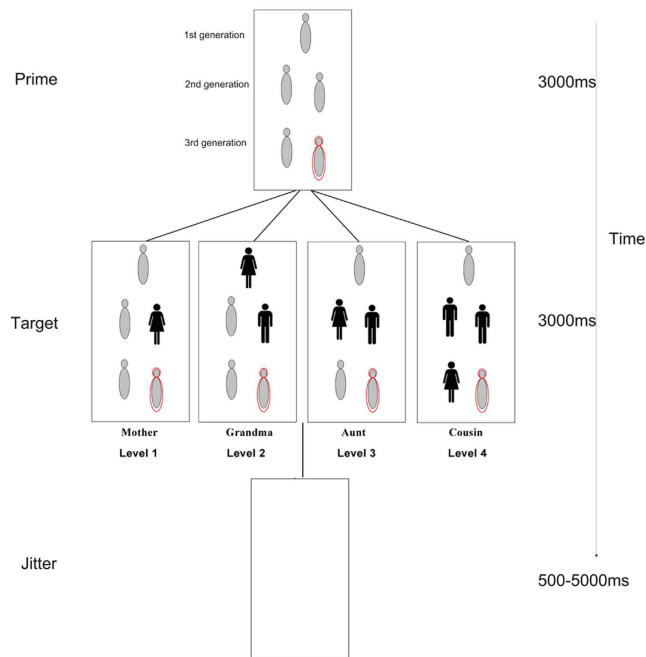 1st generation
Prime
2nd generation
3000ms
3rd generation
Time
Target
3000ms
Mother
Grandma
Aunt
Cousin
Level 1
Level 2
Level 3
Level 4
Jitter
500-5000ms